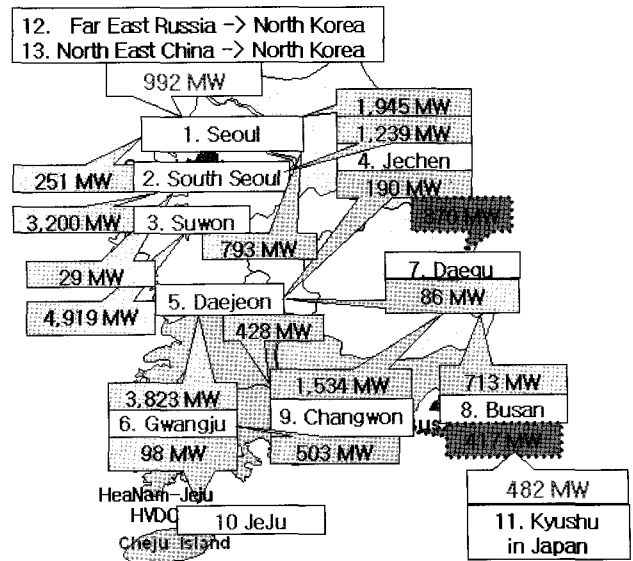 12. Far East Russia -> North Korea
13. North East China -> North Korea
992 MW
1,945 MW
1. Seoul
1,239 MW
4. Jechen
251 MW
2. South Seoul
190 MW
370 MW
3,200 MW
3. Suwon
793 MW
7. Daegu
29 MW
86 MW
5. Daejeon
4,919 MW
428 MW
3,823 MW
1,534 MW
713 MW
6. Gwangju
9. Changwon
8. Busan
98 MW
503 MW
417 MW
HeaNam-Jeju
HVDC
482 MW
10 JeJu
11. Kyushu
in Japan
Cheju Island